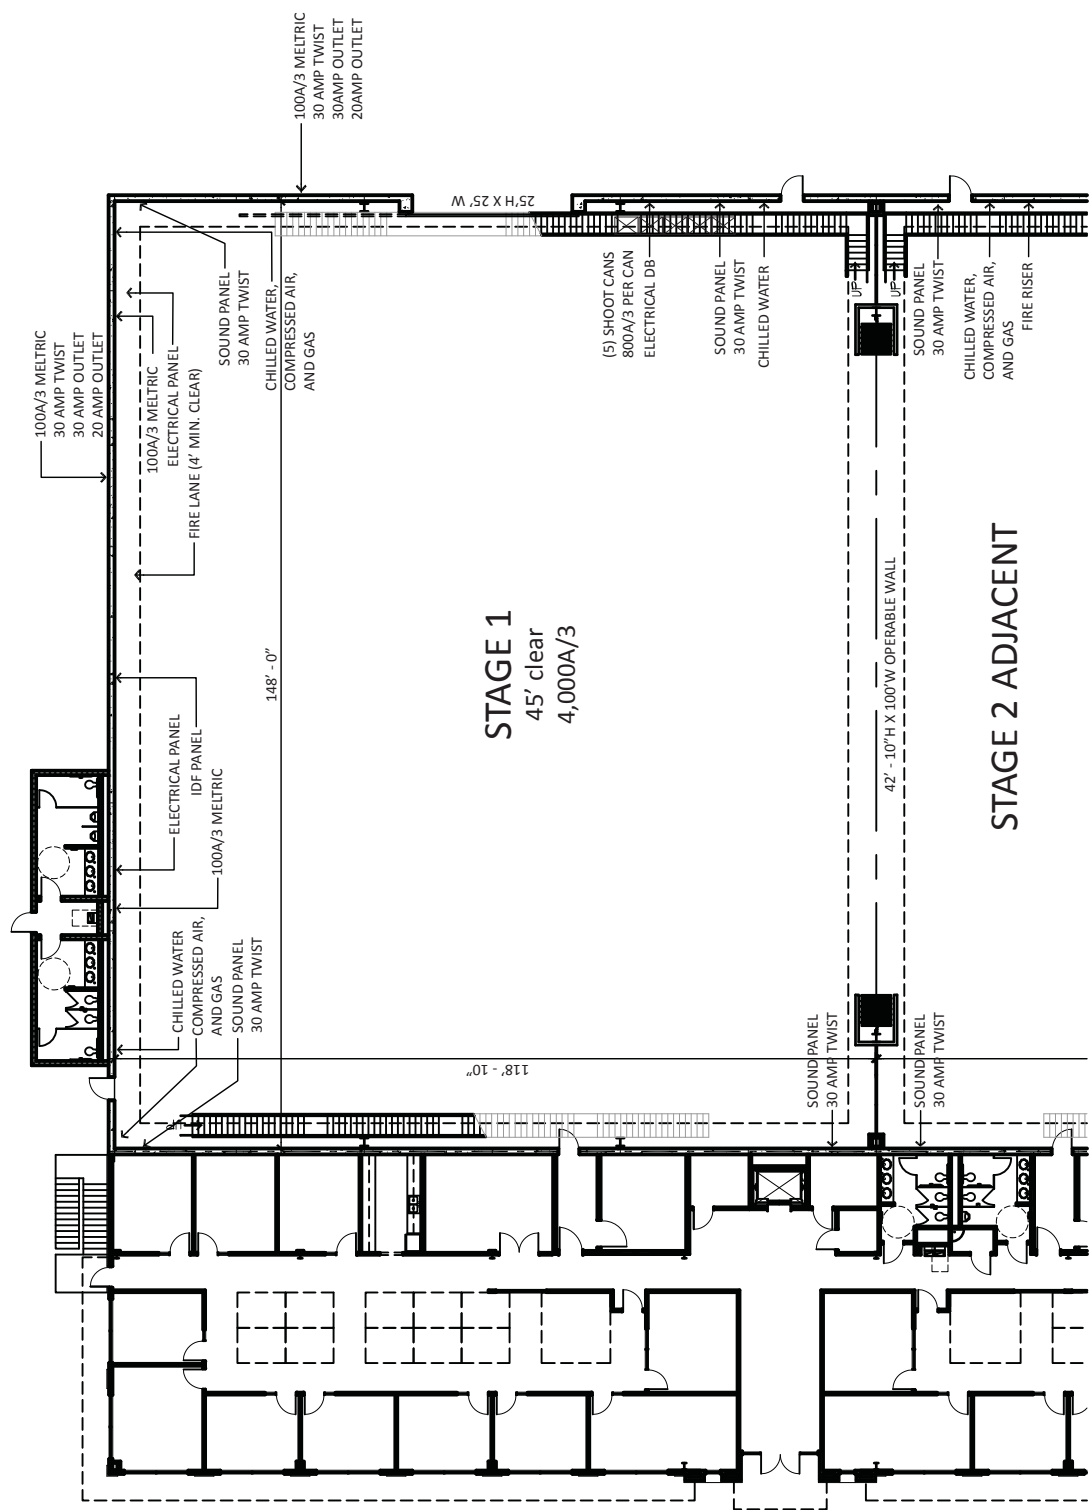 100A/3 MELTRIC
30 AMP TWIST
30AMP OUTLET
20AMP OUTLET
100A/3 MELTRIC
30 AMP TWIST
30 AMP OUTLET
20 AMP OUTLET
100A/3 MELTRIC
ELECTRICAL PANEL
FIRE LANE (4' MIN. CLEAR)
SOUND PANEL
30 AMP TWIST
CHILLED WATER,
COMPRESSED AIR,
AND GAS
25'H X 25' W
(5) SHOOT CANS
800A/3 PER CAN
ELECTRICAL DB
SOUND PANEL
30 AMP TWIST
CHILLED WATER
UP
UP
SOUND PANEL
30 AMP TWIST
CHILLED WATER,
COMPRESSED AIR,
AND GAS
FIRE RISER
148' - 0"
STAGE 1
45' clear
4,000A/3
42' - 10"H X 100'W OPERABLE WALL
STAGE 2 ADJACENT
ELECTRICAL PANEL
IDF PANEL
100A/3 MELTRIC
CHILLED WATER
COMPRESSED AIR,
AND GAS
SOUND PANEL
30 AMP TWIST
118' - 10"
SOUND PANEL
30 AMP TWIST
SOUND PANEL
30 AMP TWIST